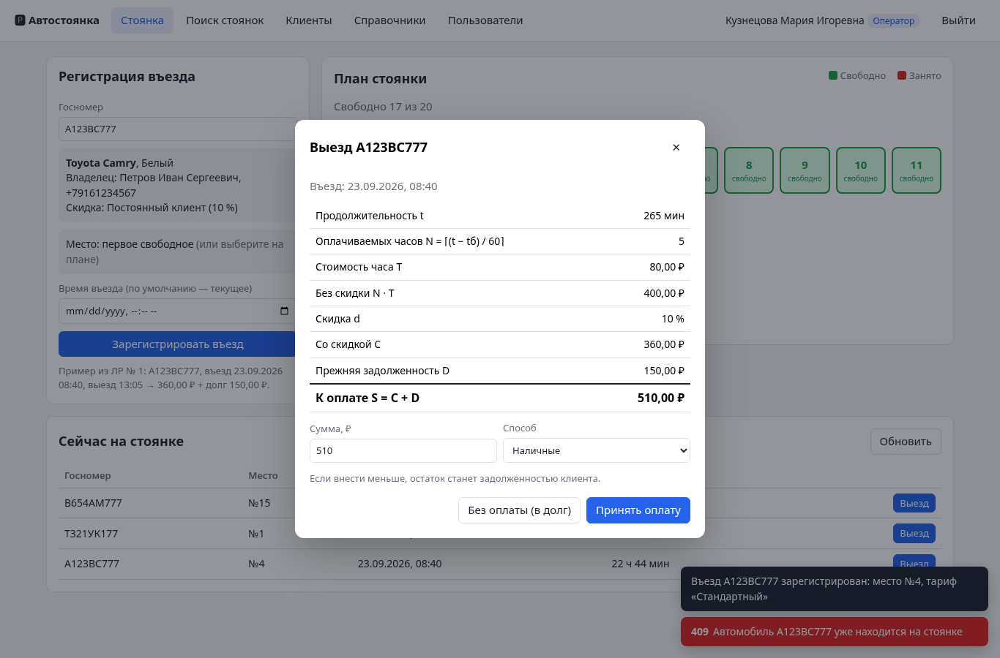 🅿 Автостоянка
Стоянка
Поиск стоянок
Клиенты
Справочники
Пользователи
Кузнецова Мария Игоревна
Оператор
Выйти
Регистрация въезда
Госномер
А123ВС777
Toyota Camry, Белый
Владелец: Петров Иван Сергеевич,
+79161234567
Скидка: Постоянный клиент (10 %)
Место: первое свободное (или выберите на
плане)
Время въезда (по умолчанию — текущее)
mm/dd/yyyy, --:-- --
Зарегистрировать въезд
Пример из ЛР № 1: А123ВС777, въезд 23.09.2026
08:40, выезд 13:05 → 360,00 ₽ + долг 150,00 ₽.
План стоянки
Свободно
Занято
Свободно 17 из 20
8
свободно
9
свободно
10
свободно
11
свободно
Выезд А123ВС777
×
Въезд: 23.09.2026, 08:40
Продолжительность t 265 мин
Оплачиваемых часов N = ⌈(t − tб) / 60⌉ 5
Стоимость часа T 80,00 ₽
Без скидки N · T 400,00 ₽
Скидка d 10 %
Со скидкой C 360,00 ₽
Прежняя задолженность D 150,00 ₽
К оплате S = C + D 510,00 ₽
Сумма, ₽
510
Способ
Наличные
Если внести меньше, остаток станет задолженностью клиента.
Без оплаты (в долг)
Принять оплату
Сейчас на стоянке
Обновить
Госномер Место
В654АМ777 №15 Выезд
Т321УК177 №1 Выезд
А123ВС777 №4 23.09.2026, 08:40 22 ч 44 мин Выезд
Въезд А123ВС777 зарегистрирован: место №4, тариф
«Стандартный»
409 Автомобиль А123ВС777 уже находится на стоянке